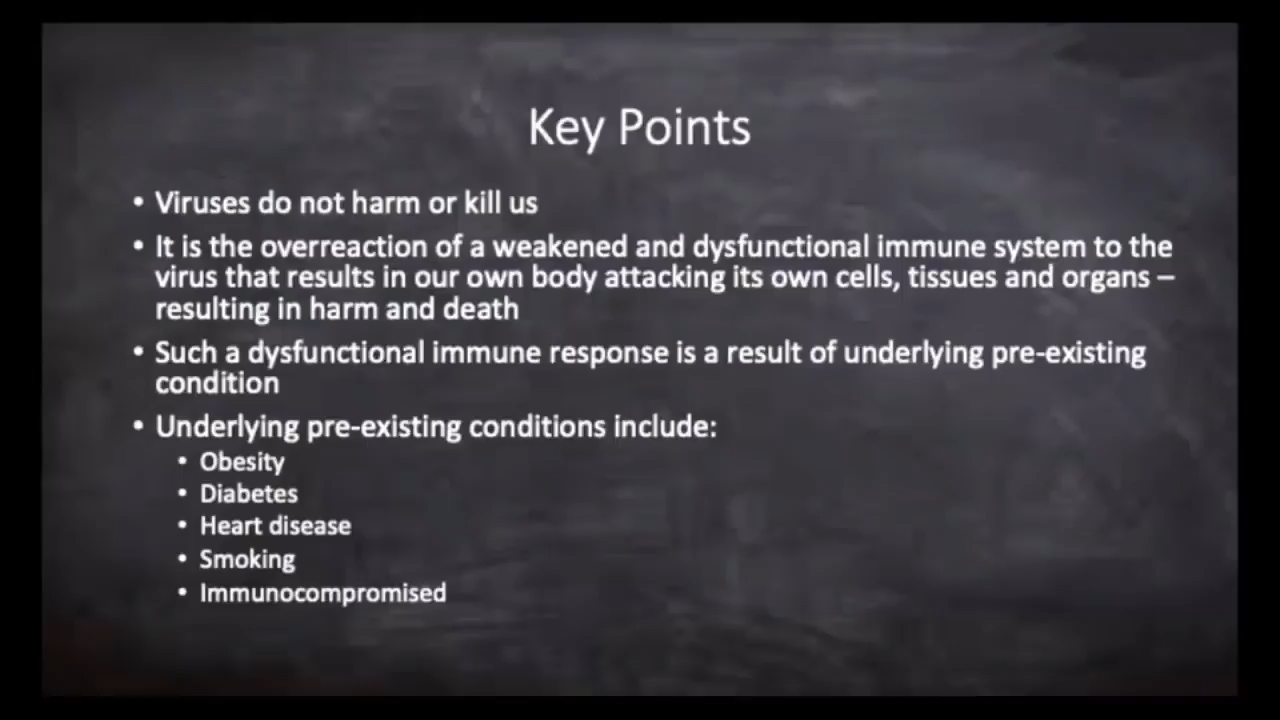 Key Points
• Viruses do not harm or kill us
• It is the overreaction of a weakened and dysfunctional immune system to the
virus that results in our own body attacking its own cells, tissues and organs –
resulting in harm and death
• Such a dysfunctional immune response is a result of underlying pre-existing
condition
• Underlying pre-existing conditions include:
• Obesity
• Diabetes
• Heart disease
• Smoking
• Immunocompromised